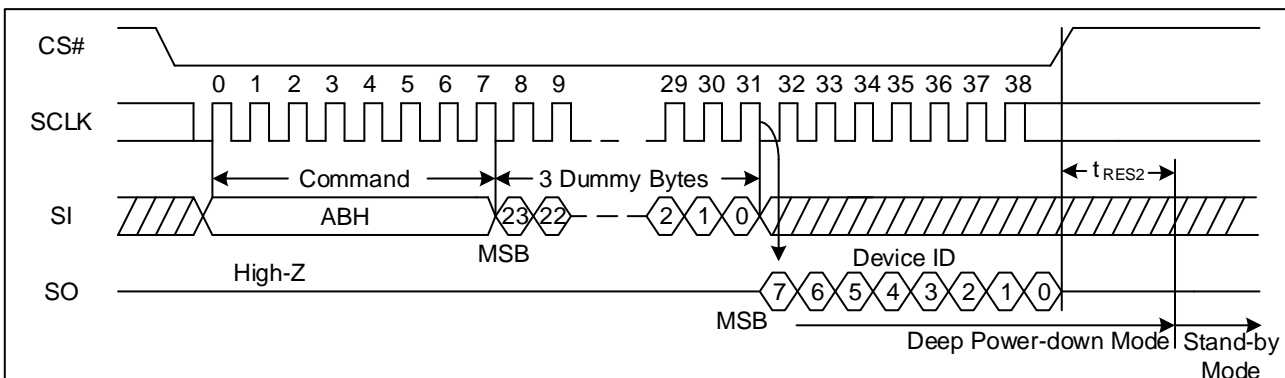 CS#
0 1 2 3 4 5 6 7 8 9 29 30 31 32 33 34 35 36 37 38
SCLK
Command 3 Dummy Bytes tRES2
SI ABH 23 22 2 1 0
MSB
High-Z Device ID
SO 7 6 5 4 3 2 1 0
MSB
Deep Power-down Mode Stand-by
Mode